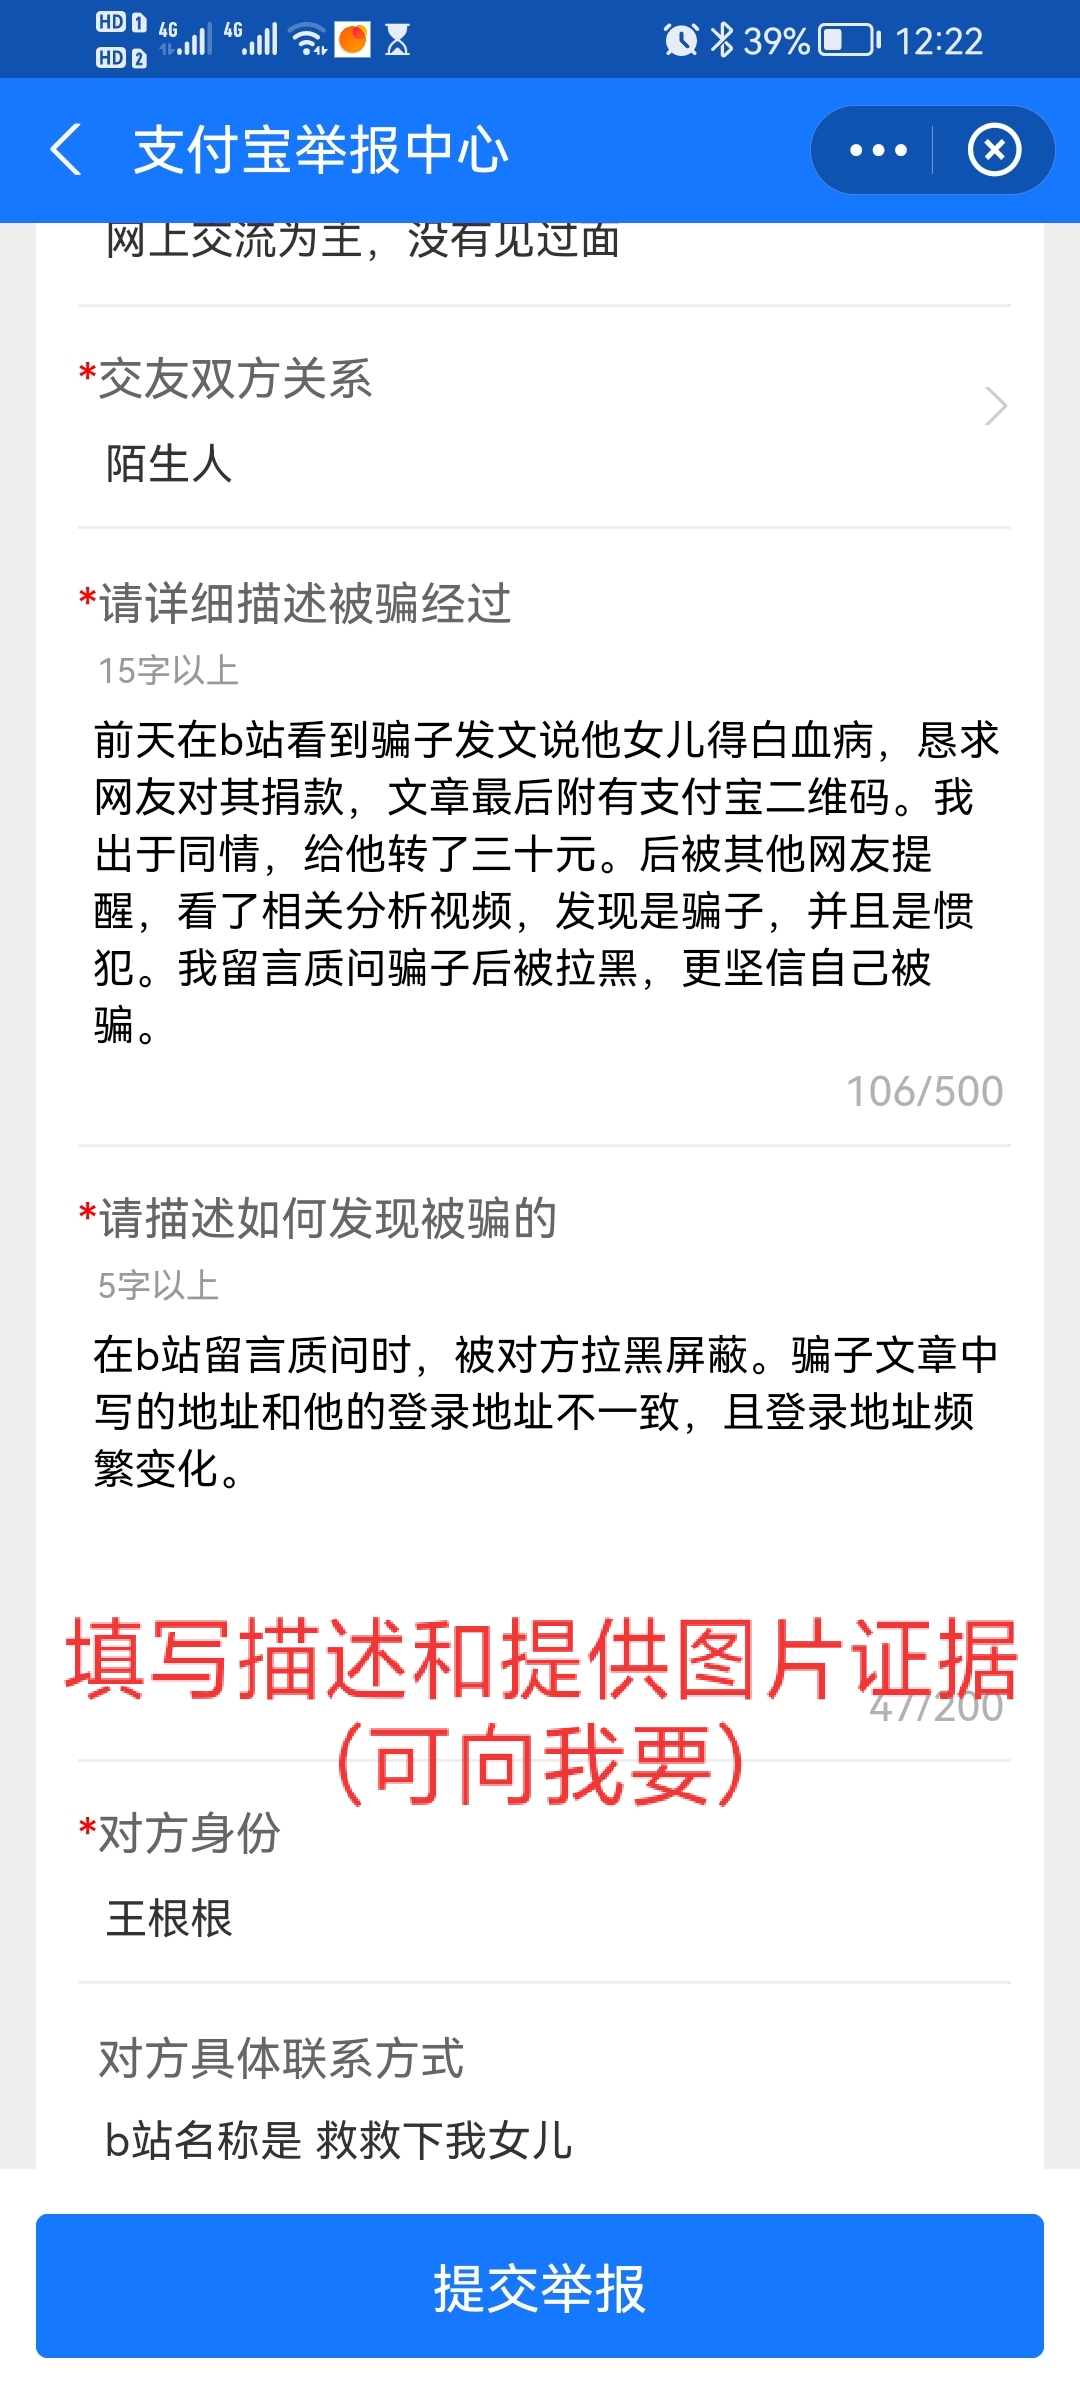 HD 1 4G 4G 39% 12:22
HD 2
支付宝举报中心
网上交流为主，没有见过面
*交友双方关系
陌生人
*请详细描述被骗经过
15字以上
前天在b站看到骗子发文说他女儿得白血病，恳求
网友对其捐款，文章最后附有支付宝二维码。我
出于同情，给他转了三十元。后被其他网友提
醒，看了相关分析视频，发现是骗子，并且是惯
犯。我留言质问骗子后被拉黑，更坚信自己被
骗。
106/500
*请描述如何发现被骗的
5字以上
在b站留言质问时，被对方拉黑屏蔽。骗子文章中
写的地址和他的登录地址不一致，且登录地址频
繁变化。
填写描述和提供图片证据
47/200
（可向我要）
*对方身份
王根根
对方具体联系方式
b站名称是 救救下我女儿
提交举报